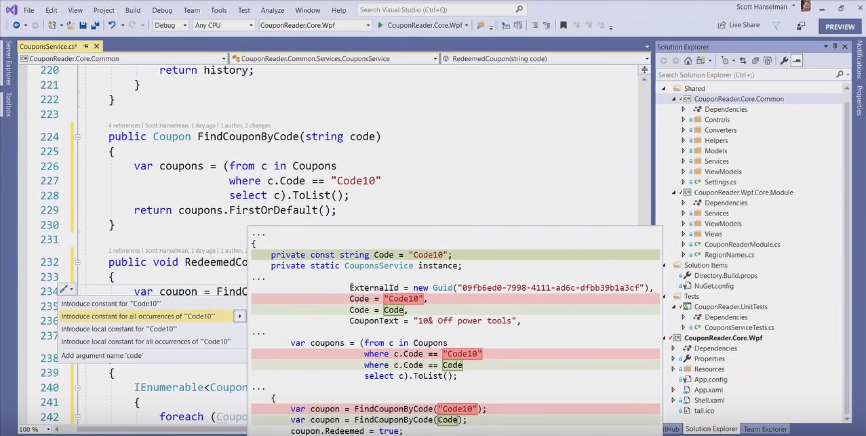 File Edit View Project Build Debug Team Tools Test Analyze Window Help
Search Visual Studio (Ctrl+Q)
Scott Hanselman
Debug
Any CPU
CouponReader.Core.Wpf
CouponReader.Core.Wpf
Live Share
PREVIEW
Server Explorer
Toolbox
CouponsService.cs*
CouponReader.Core.Common
CouponReader.Common.Services.CouponsService
RedeemedCoupon(string code)
220 return history;
221 }
222 }
223
4 references | Scott Hanselman, 1 day ago | 1 author, 2 changes
224 public Coupon FindCouponByCode(string code)
225 {
226 var coupons = (from c in Coupons
227 where c.Code == "Code10"
228 select c).ToList();
229 return coupons.FirstOrDefault();
230 }
231
2 references | Scott Hanselman, 1 day ago | 1 author,
232 public void RedeemedCo
233 {
234 var coupon = FindC
Introduce constant for "Code10"
Introduce constant for all occurrences of "Code10"
Introduce local constant for "Code10"
Introduce local constant for all occurrences of "Code10"
Add argument name 'code'
239 {
240 IEnumerable<Coupon
241 {
242 foreach (Coupon
100 %
...
{
private const string Code = "Code10";
private static CouponsService instance;
...
ExternalId = new Guid("09fb6ed0-7998-4111-ad6c-dfbb39b1a3cf"),
Code = "Code10",
Code = Code,
CouponText = "10& Off power tools",
...
var coupons = (from c in Coupons
where c.Code == "Code10"
where c.Code == Code
select c).ToList();
...
{
var coupon = FindCouponByCode("Code10");
var coupon = FindCouponByCode(Code);
coupon.Redeemed = true;
Solution Explorer
Search Solution Explorer (Ctrl+;)
Shared
CouponReader.Core.Common
Dependencies
Controls
Converters
Helpers
Models
Services
ViewModels
Settings.cs
CouponReader.Wpf.Core.Module
Dependencies
Services
ViewModels
Views
CouponReaderModule.cs
RegionNames.cs
Solution Items
Directory.Build.props
NuGet.config
Tests
CouponReader.UnitTests
Dependencies
CouponsServiceTests.cs
CouponReader.Core.Wpf
Dependencies
Properties
Resources
App.config
App.xaml
Shell.xaml
tail.ico
Solution Explorer
Team Explorer
Notifications
Properties